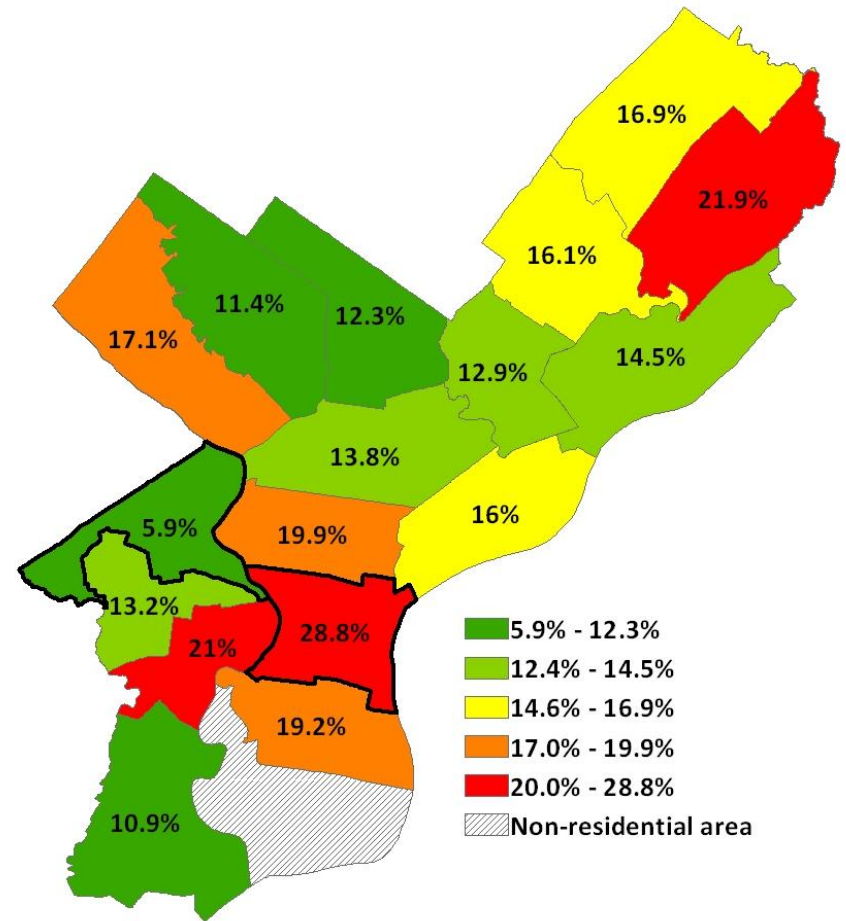 16.9%
21.9%
16.1%
11.4%
12.3%
17.1%
14.5%
12.9%
13.8%
16%
5.9%
19.9%
13.2%
28.8%
21%
19.2%
10.9%
5.9% - 12.3%
12.4% - 14.5%
14.6% - 16.9%
17.0% - 19.9%
20.0% - 28.8%
Non-residential area